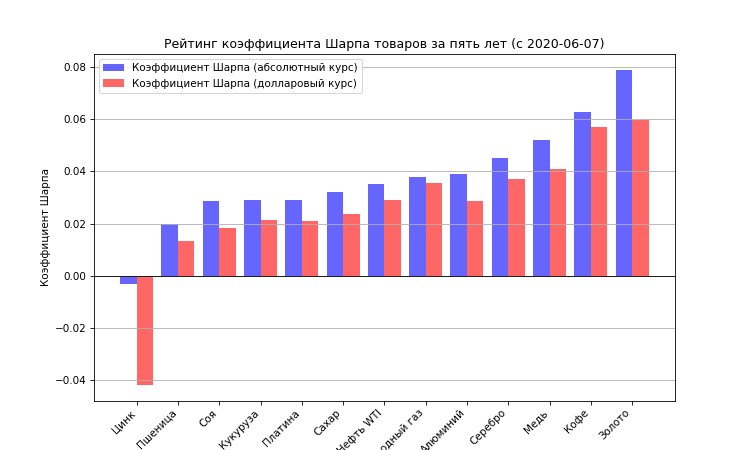 Рейтинг коэффициента Шарпа товаров за пять лет (с 2020-06-07)
Коэффициент Шарпа (абсолютный курс)
Коэффициент Шарпа (долларовый курс)
Коэффициент Шарпа
0.08
0.06
0.04
0.02
0.00
−0.02
−0.04
Цинк
Пшеница
Соя
Кукуруза
Платина
Сахар
Нефть WTI
одный газ
Алюминий
Серебро
Медь
Кофе
Золото